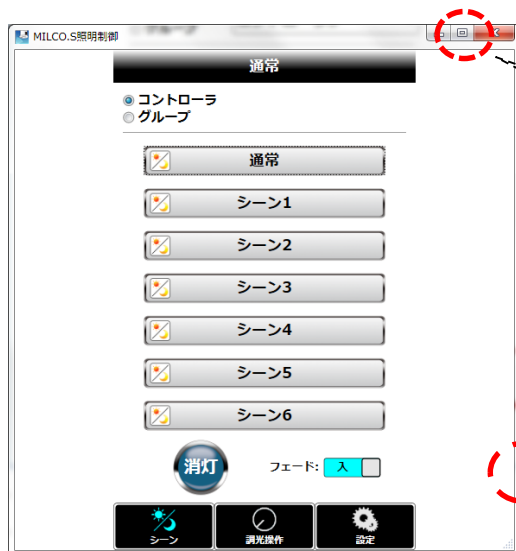 MILCO.S照明制御
通常
コントローラ
グループ
通常
シーン1
シーン2
シーン3
シーン4
シーン5
シーン6
消灯
フェード: 入
シーン 調光操作 設定